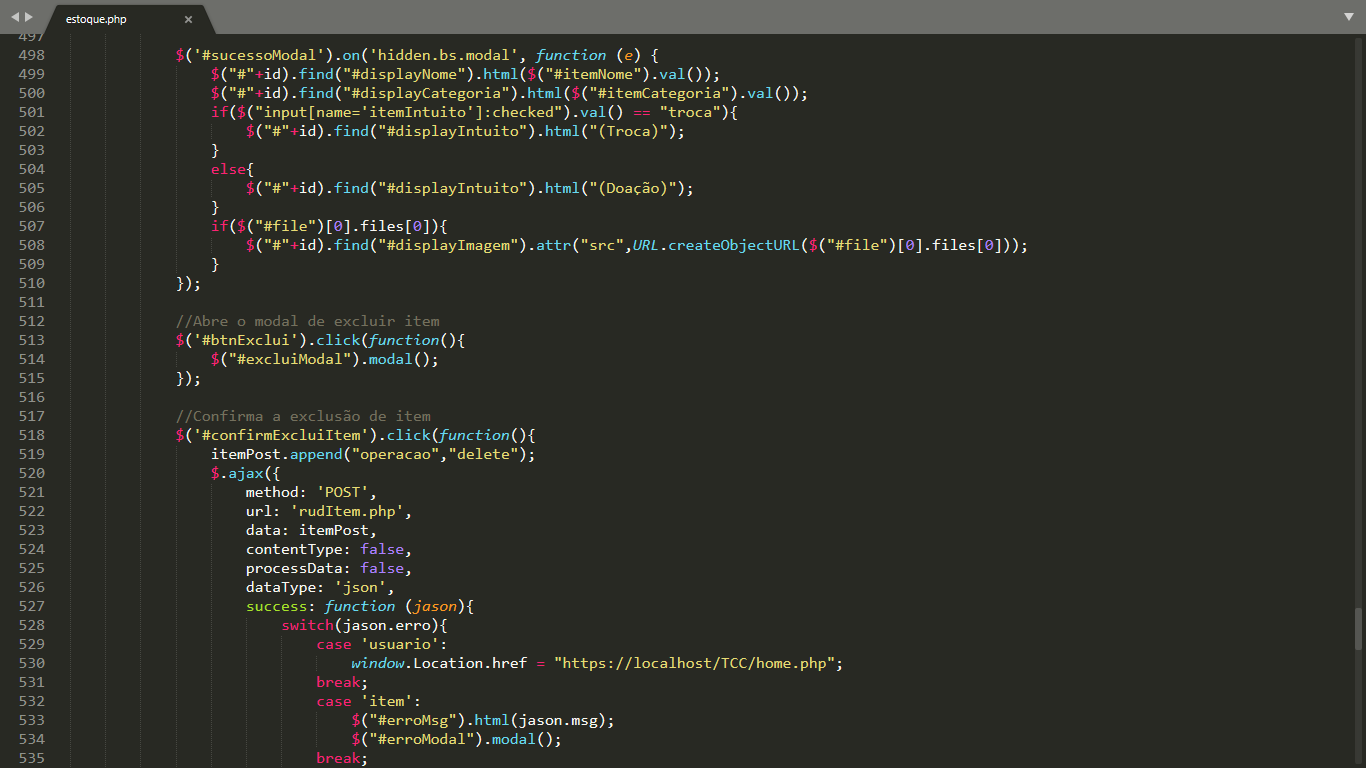 estoque.php
497
498 $('#sucessoModal').on('hidden.bs.modal', function (e) {
499 $("#"+id).find("#displayNome").html($("#itemNome").val());
500 $("#"+id).find("#displayCategoria").html($("#itemCategoria").val());
501 if($("input[name='itemIntuito']:checked").val() == "troca"){
502 $("#"+id).find("#displayIntuito").html("(Troca)");
503 }
504 else{
505 $("#"+id).find("#displayIntuito").html("(Doação)");
506 }
507 if($("#file")[0].files[0]){
508 $("#"+id).find("#displayImagem").attr("src",URL.createObjectURL($("#file")[0].files[0]));
509 }
510 });
511
512 //Abre o modal de excluir item
513 $('#btnExclui').click(function(){
514 $("#excluiModal").modal();
515 });
516
517 //Confirma a exclusão de item
518 $('#confirmExcluiItem').click(function(){
519 itemPost.append("operacao","delete");
520 $.ajax({
521 method: 'POST',
522 url: 'rudItem.php',
523 data: itemPost,
524 contentType: false,
525 processData: false,
526 dataType: 'json',
527 success: function (jason){
528 switch(jason.erro){
529 case 'usuario':
530 window.Location.href = "https://localhost/TCC/home.php";
531 break;
532 case 'item':
533 $("#erroMsg").html(jason.msg);
534 $("#erroModal").modal();
535 break;